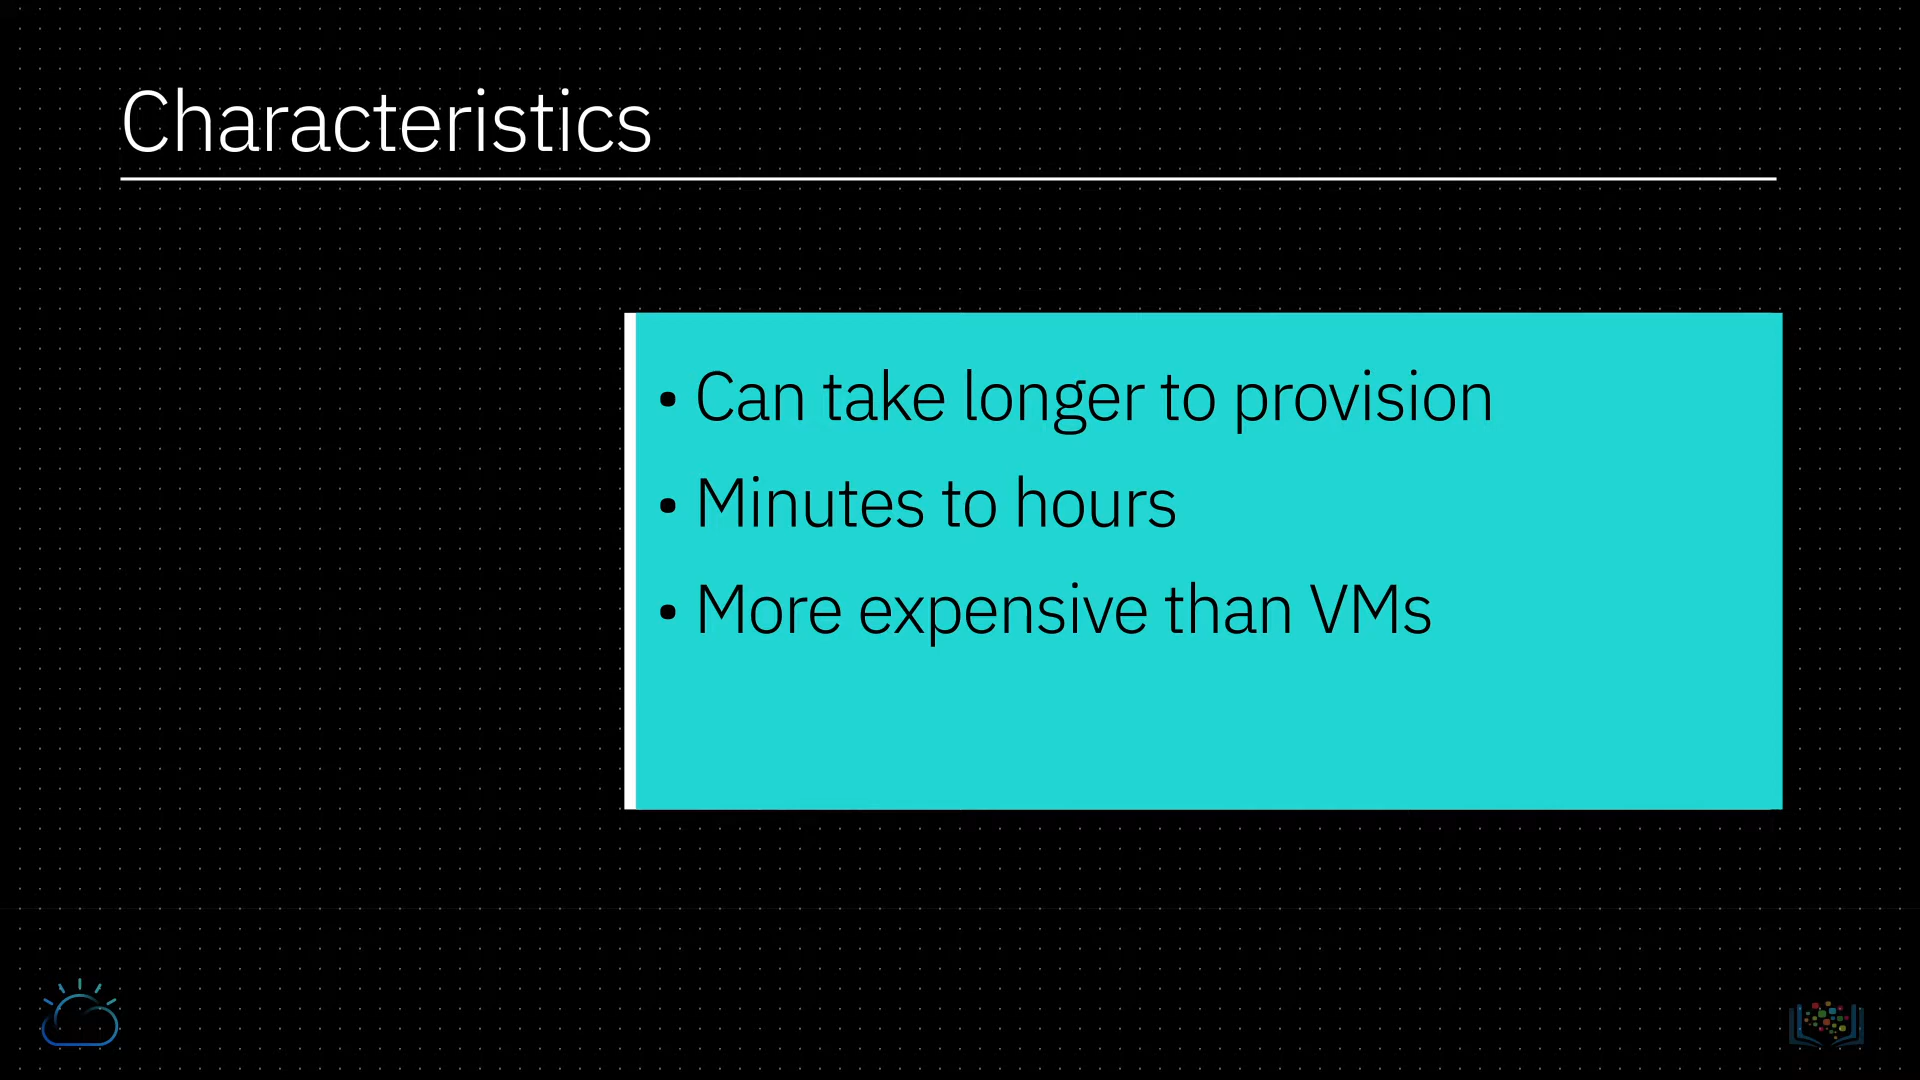 Characteristics
• Can take longer to provision
• Minutes to hours
• More expensive than VMs